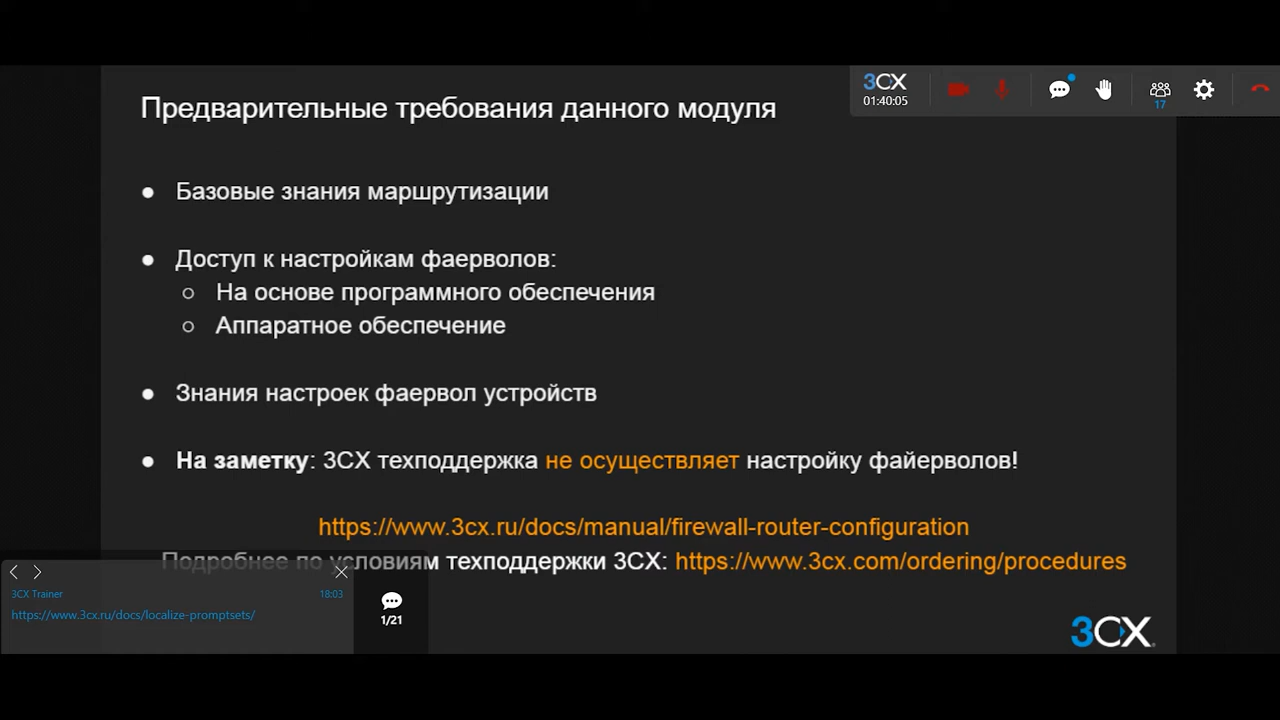 Предварительные требования данного модуля
3CX
01:40:05
17
● Базовые знания маршрутизации
● Доступ к настройкам фаерволов:
○ На основе программного обеспечения
○ Аппаратное обеспечение
● Знания настроек фаервол устройств
● На заметку: 3CX техподдержка не осуществляет настройку файерволов!
https://www.3cx.ru/docs/manual/firewall-router-configuration
Подробнее по условиям техподдержки 3CX: https://www.3cx.com/ordering/procedures
3CX Trainer 18:03
https://www.3cx.ru/docs/localize-promptsets/
1/21
3CX